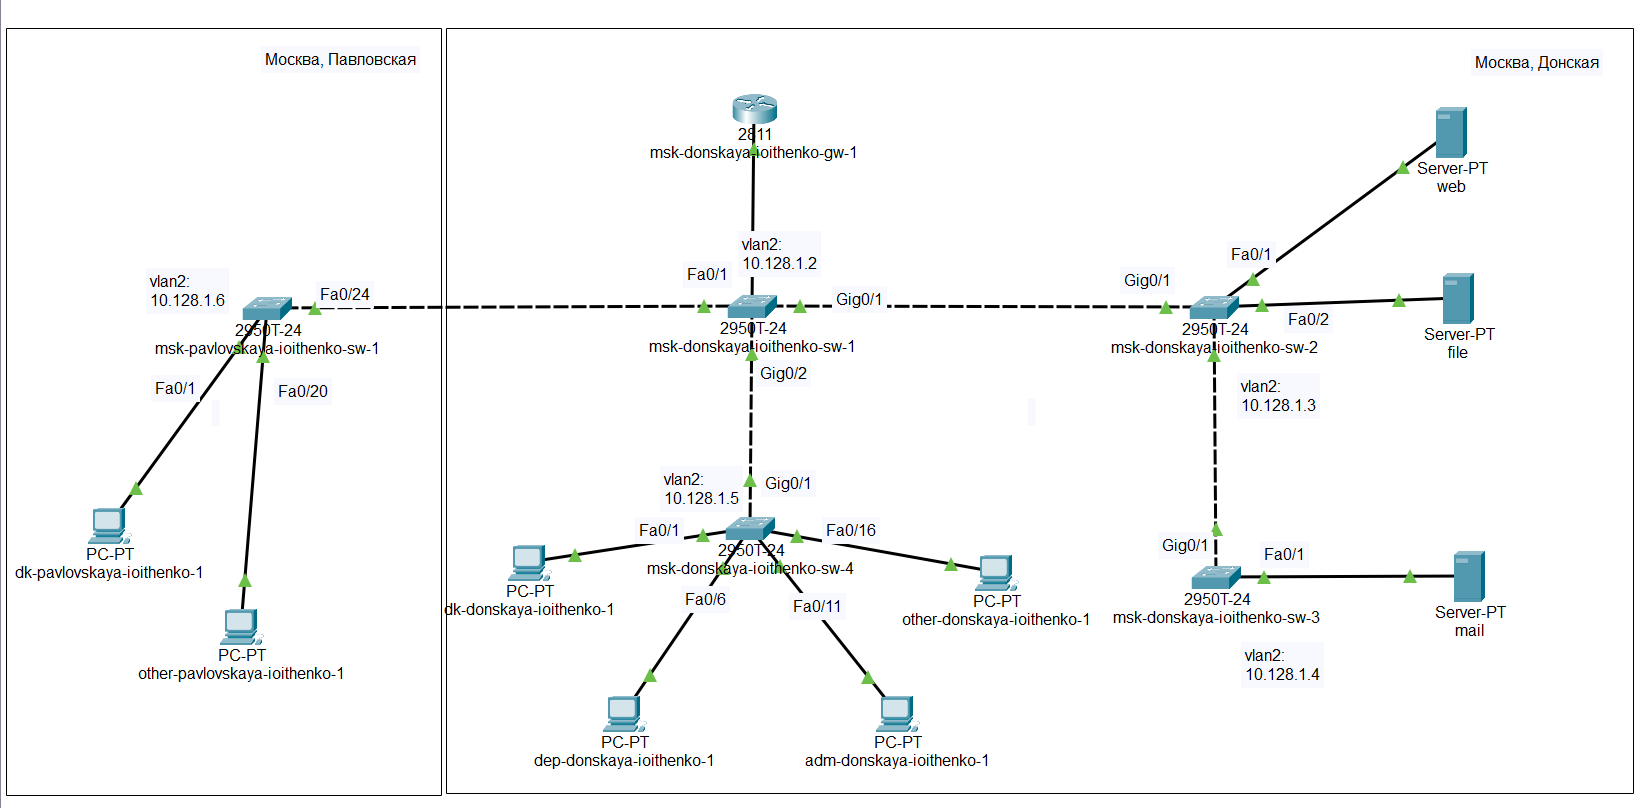 Москва, Павловская
Москва, Донская
2811
msk-donskaya-ioithenko-gw-1
Server-PT
web
vlan2:
10.128.1.2
Fa0/1
Fa0/1
Gig0/1
Gig0/1
vlan2:
10.128.1.6
Fa0/24
2950T-24
msk-pavlovskaya-ioithenko-sw-1
2950T-24
msk-donskaya-ioithenko-sw-1
2950T-24
msk-donskaya-ioithenko-sw-2
Fa0/2
Server-PT
file
Fa0/1
Fa0/20
Gig0/2
vlan2:
10.128.1.3
vlan2:
10.128.1.5
Gig0/1
Fa0/1
Fa0/16
2950T-24
msk-donskaya-ioithenko-sw-4
Gig0/1
Fa0/1
PC-PT
dk-pavlovskaya-ioithenko-1
PC-PT
dk-donskaya-ioithenko-1
Fa0/6
Fa0/11
PC-PT
other-donskaya-ioithenko-1
2950T-24
msk-donskaya-ioithenko-sw-3
Server-PT
mail
PC-PT
other-pavlovskaya-ioithenko-1
vlan2:
10.128.1.4
PC-PT
dep-donskaya-ioithenko-1
PC-PT
adm-donskaya-ioithenko-1